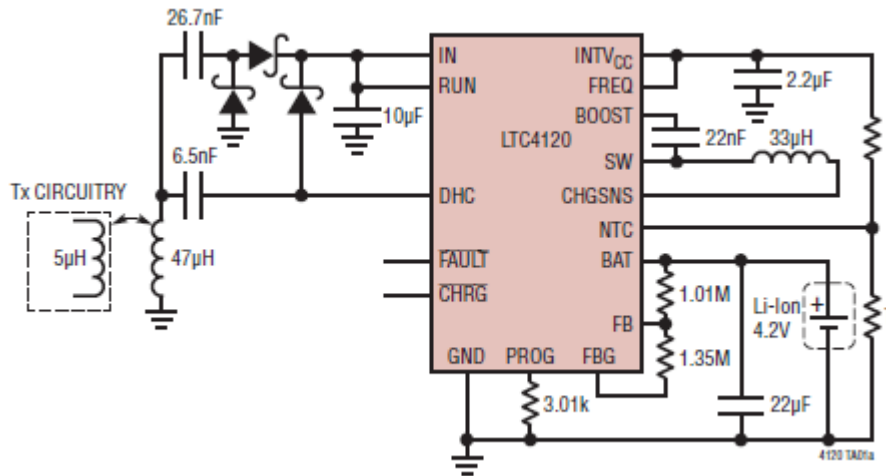 26.7nF
IN
INTVCC
RUN
FREQ
2.2µF
10µF
BOOST
LTC4120
22nF
33µH
6.5nF
SW
Tx CIRCUITRY
DHC
CHGSNS
NTC
5µH
47µH
FAULT
BAT
CHRG
1.01M
Li-Ion
+
4.2V
FB
1.35M
GND
PROG
FBG
3.01k
22µF
4120 TA01a